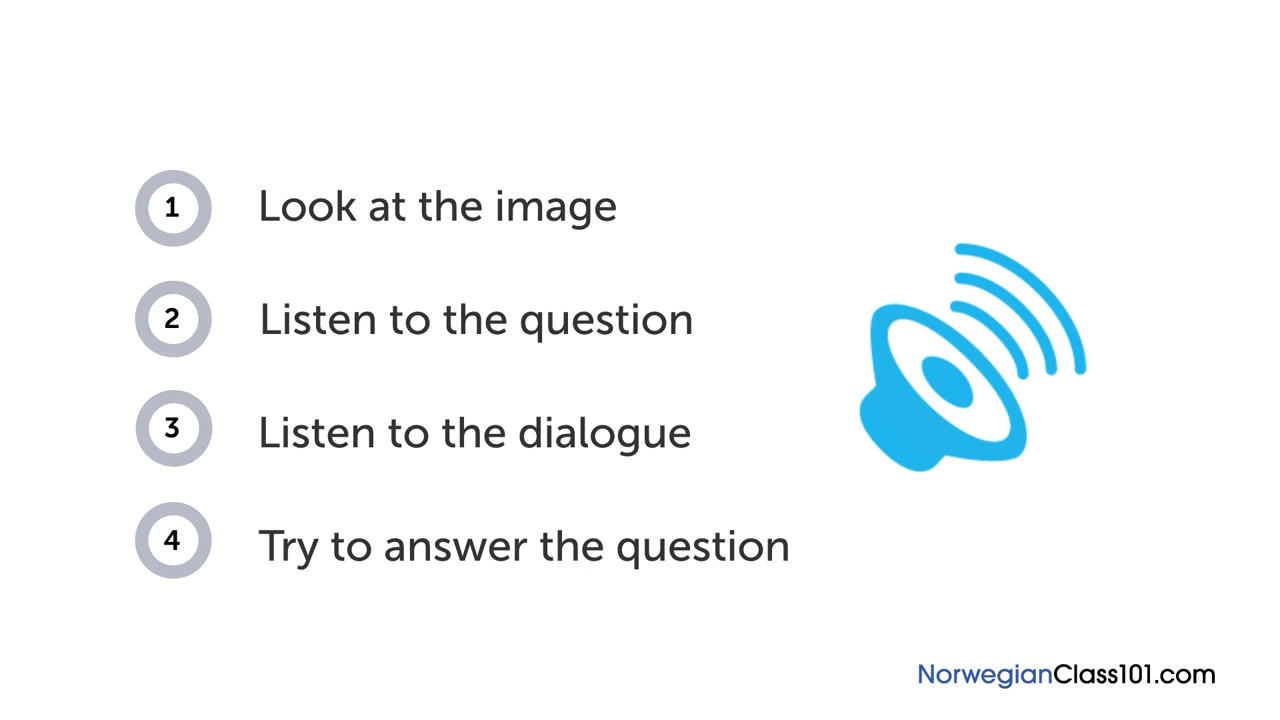 1 Look at the image
2 Listen to the question
3 Listen to the dialogue
4 Try to answer the question
NorwegianClass101.com